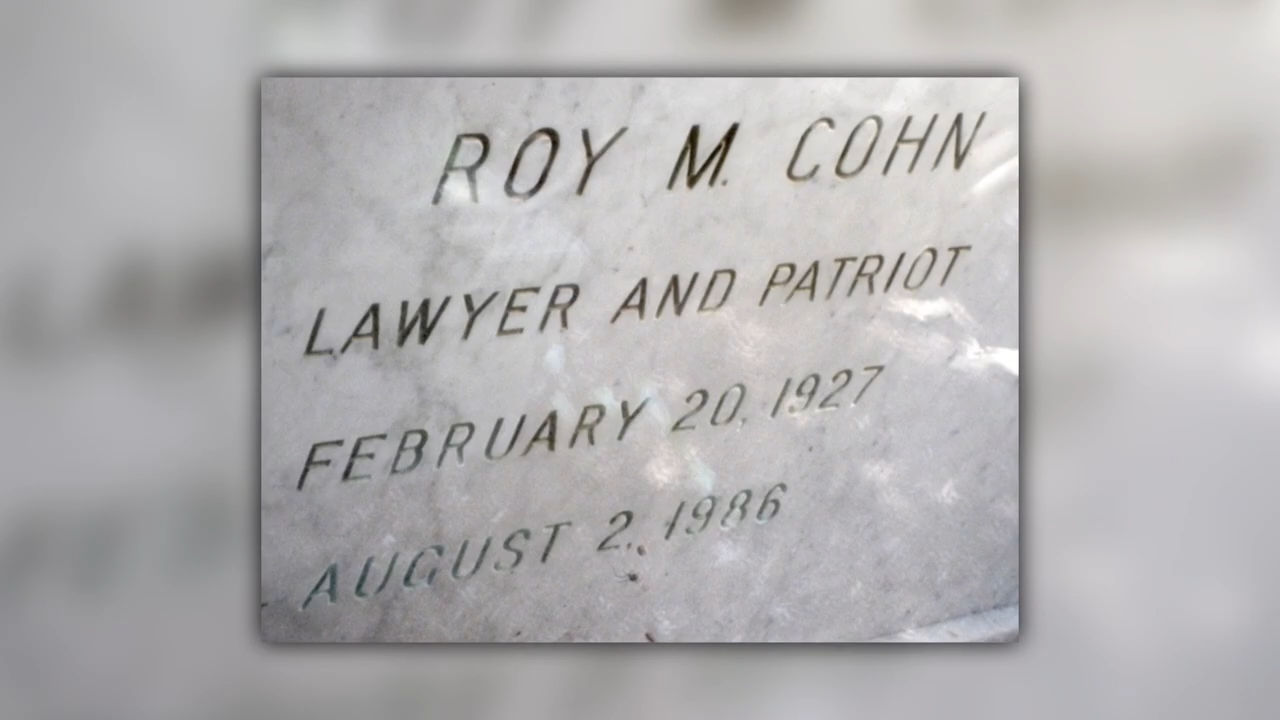 ROY M. COHN
LAWYER AND PATRIOT
FEBRUARY 20, 1927
AUGUST 2, 1986